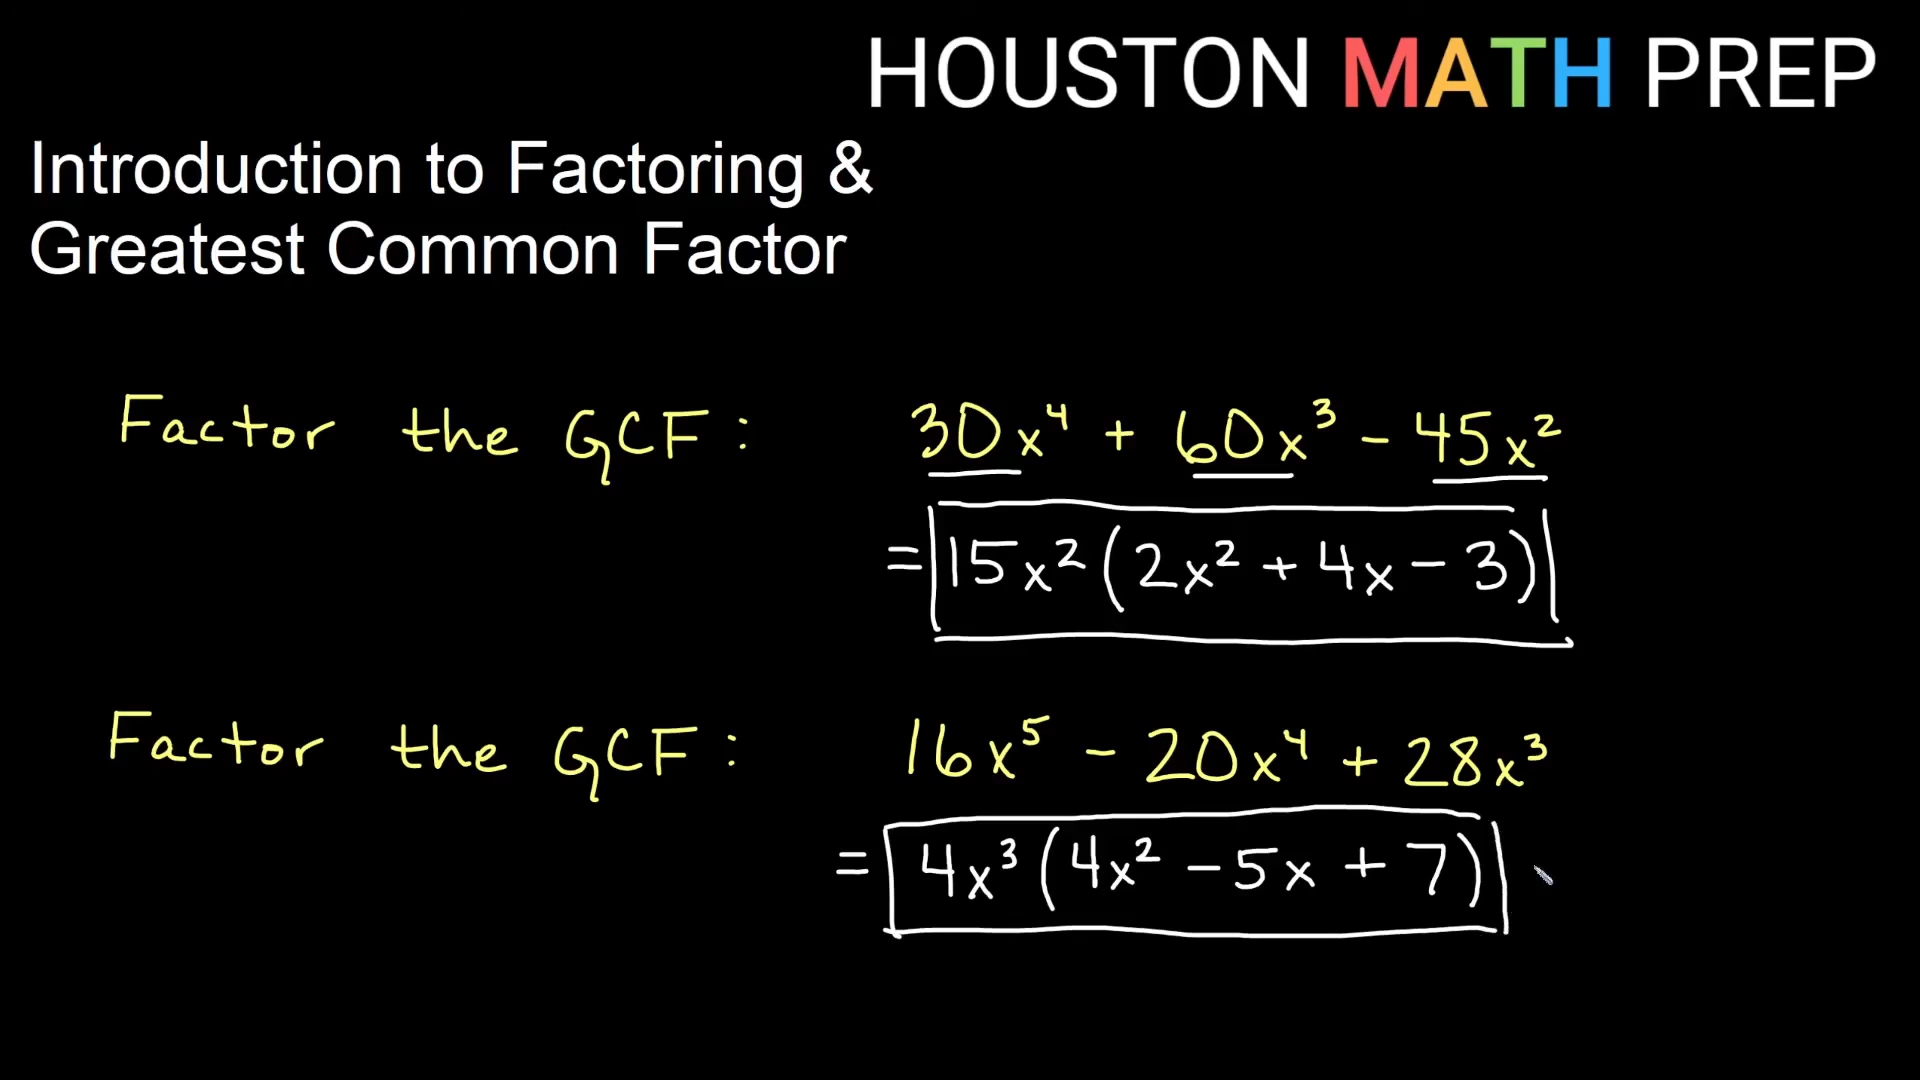 HOUSTON MATH PREP
Introduction to Factoring &
Greatest Common Factor
Factor the GCF: 30x⁴ + 60x³ - 45x²
= 15x² (2x² + 4x - 3)
Factor the GCF: 16x⁵ - 20x⁴ + 28x³
= 4x³ (4x² - 5x + 7)